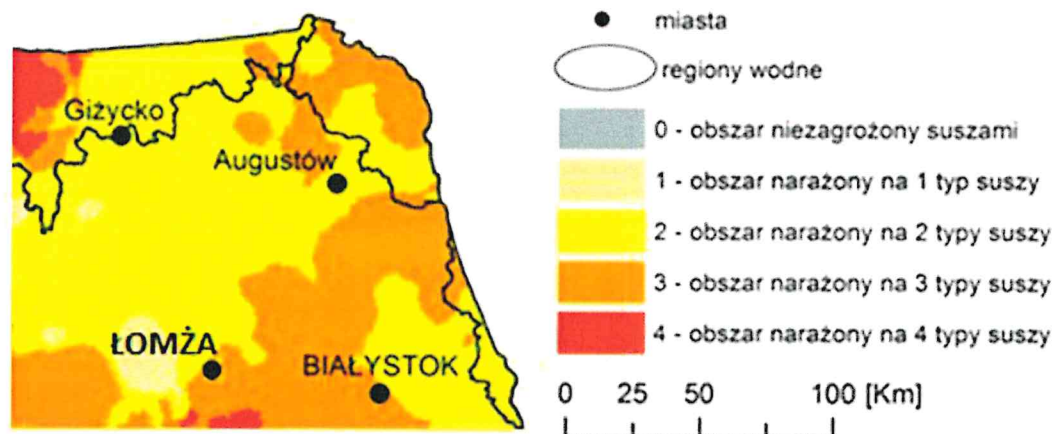 Giżycko
Augustów
ŁOMŻA
BIAŁYSTOK
miasta
regiony wodne
0 - obszar niezagrożony suszami
1 - obszar narażony na 1 typ suszy
2 - obszar narażony na 2 typy suszy
3 - obszar narażony na 3 typy suszy
4 - obszar narażony na 4 typy suszy
0 25 50 100 [Km]